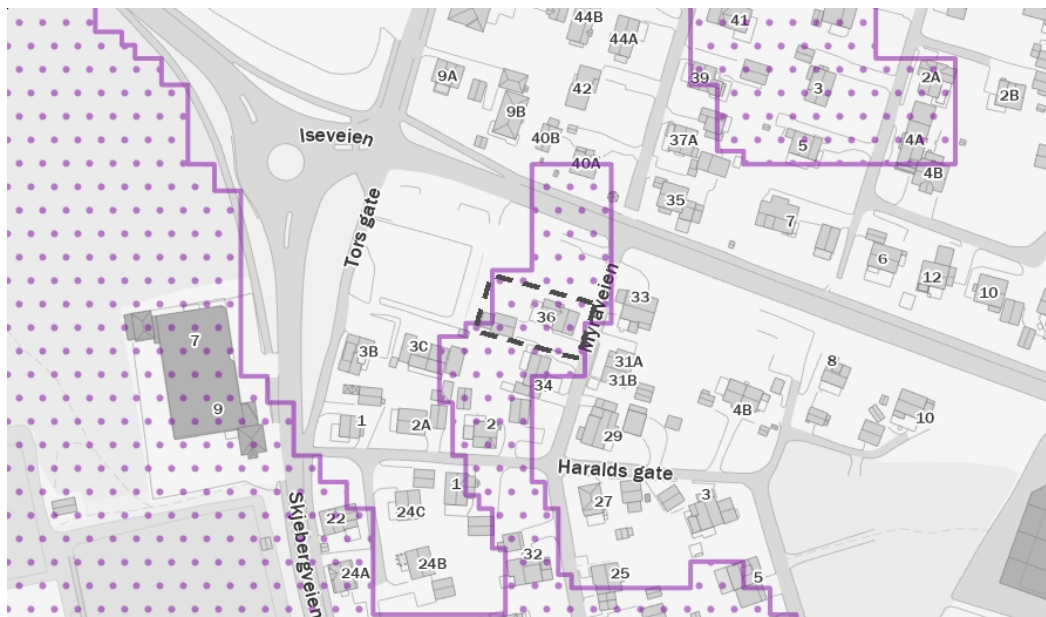 44B
41
44A
9A
39
2A
42
3
2B
9B
40B
Iseveien
37A
5
4A
40A
4B
35
Tors gate
7
6
12
10
Myraveien
33
36
7
3B
3C
31A
8
34
31B
9
1
2A
2
4B
10
29
Haralds gate
1
27
3
24C
Skjebergveien
22
32
24B
24A
25
5